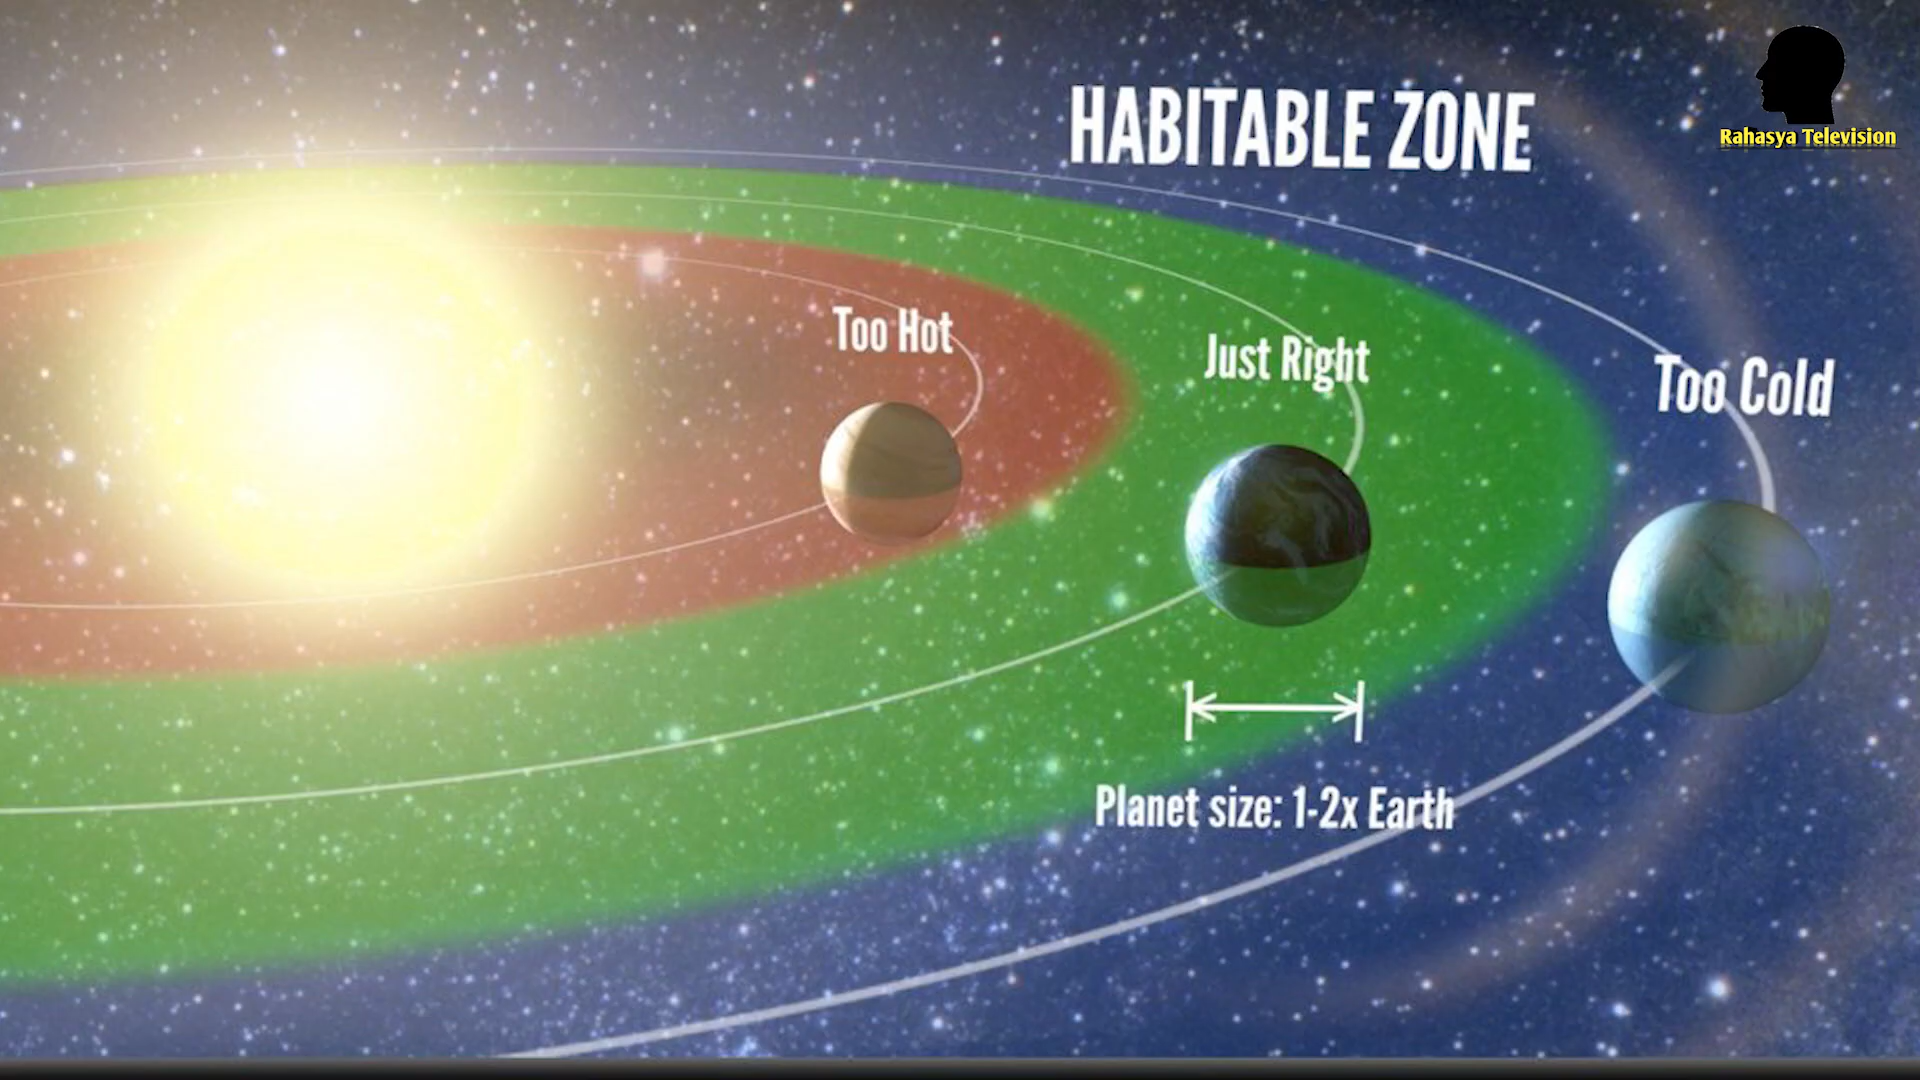 HABITABLE ZONE
Rahasya Television
Too Hot
Just Right
Too Cold
Planet size: 1-2x Earth